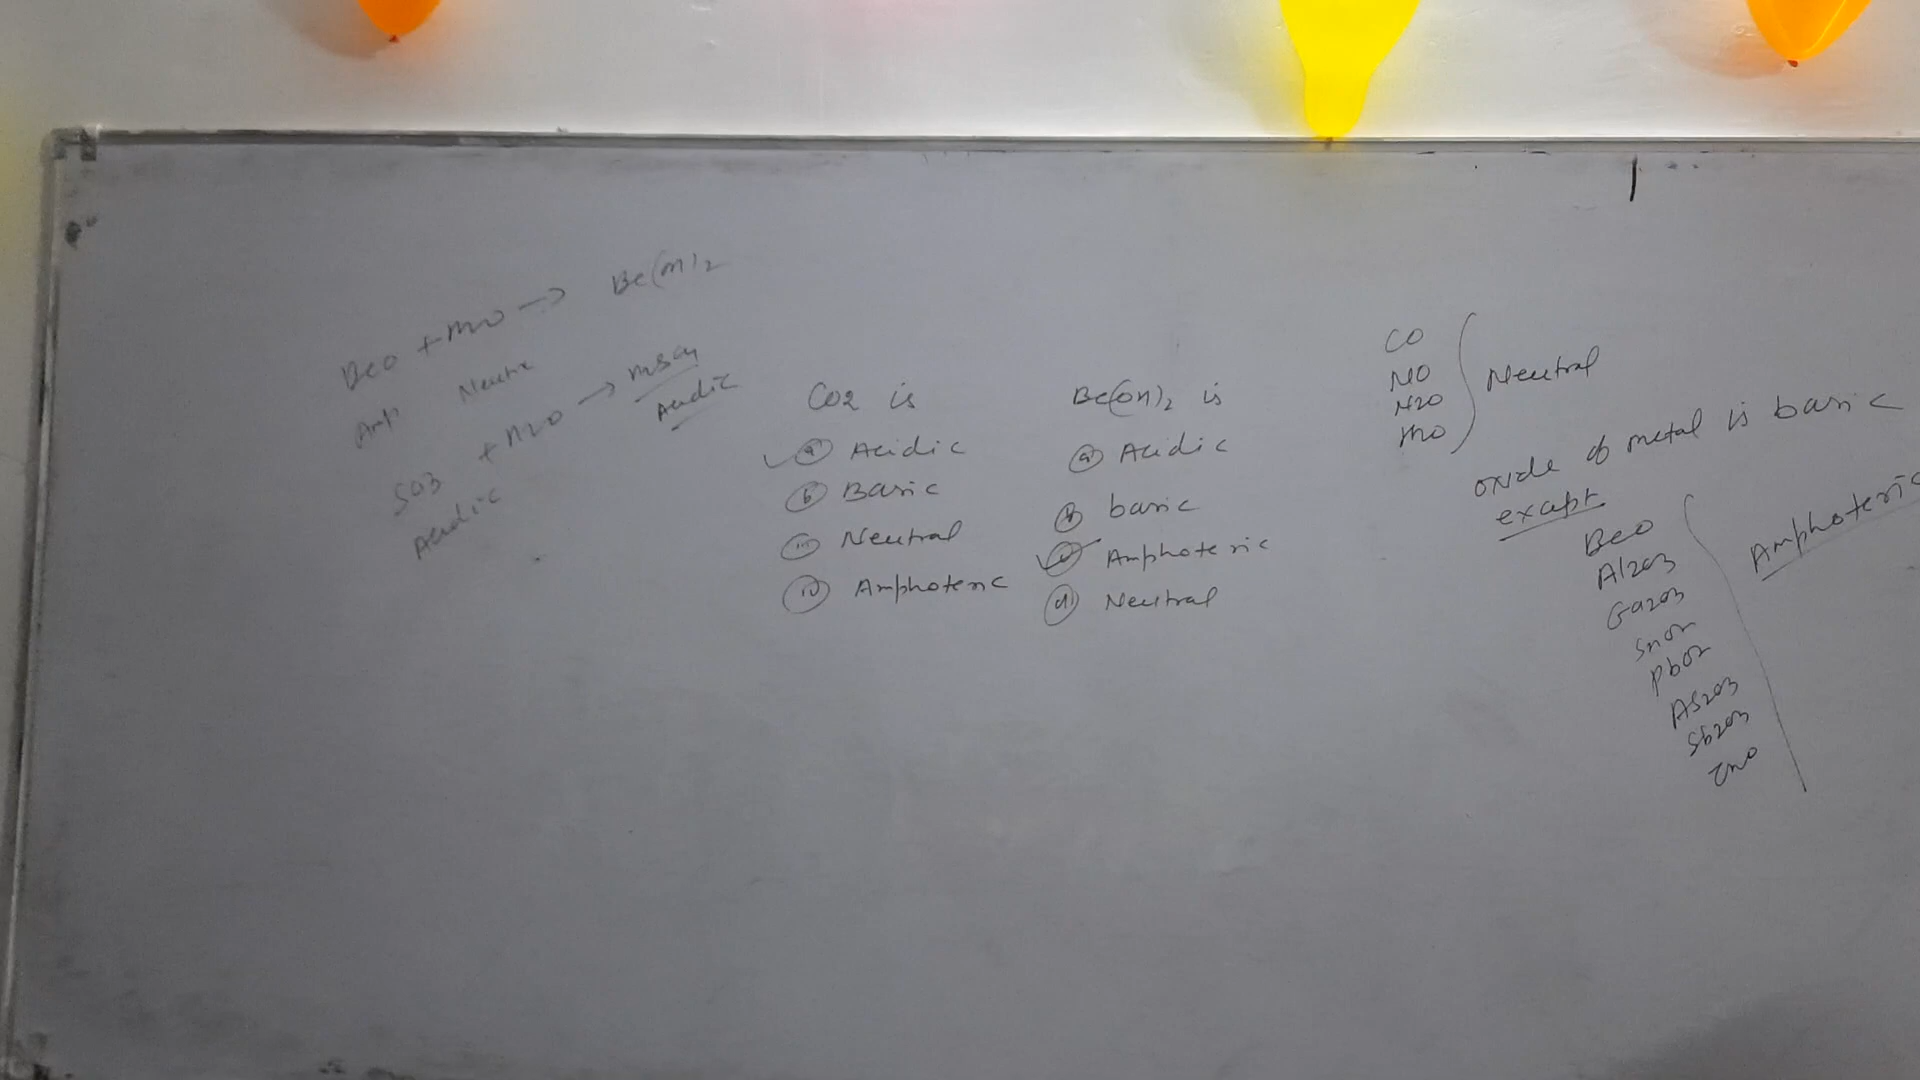 BeO + H2O → Be(OH)2
Amp Neutra
SO3 + H2O → H2SO4
Acidic Acidic
CO2 is
a Acidic
b Basic
iii Neutral
iv Amphoteric
Be(OH)2 is
a Acidic
b basic
c Amphoteric
d Neutral
CO
NO
N2O
H2O
Neutral
oxide of metal is basic
except
BeO
Al2O3
Ga2O3
SnO2
PbO2
As2O3
Sb2O3
ZnO
Amphoteric